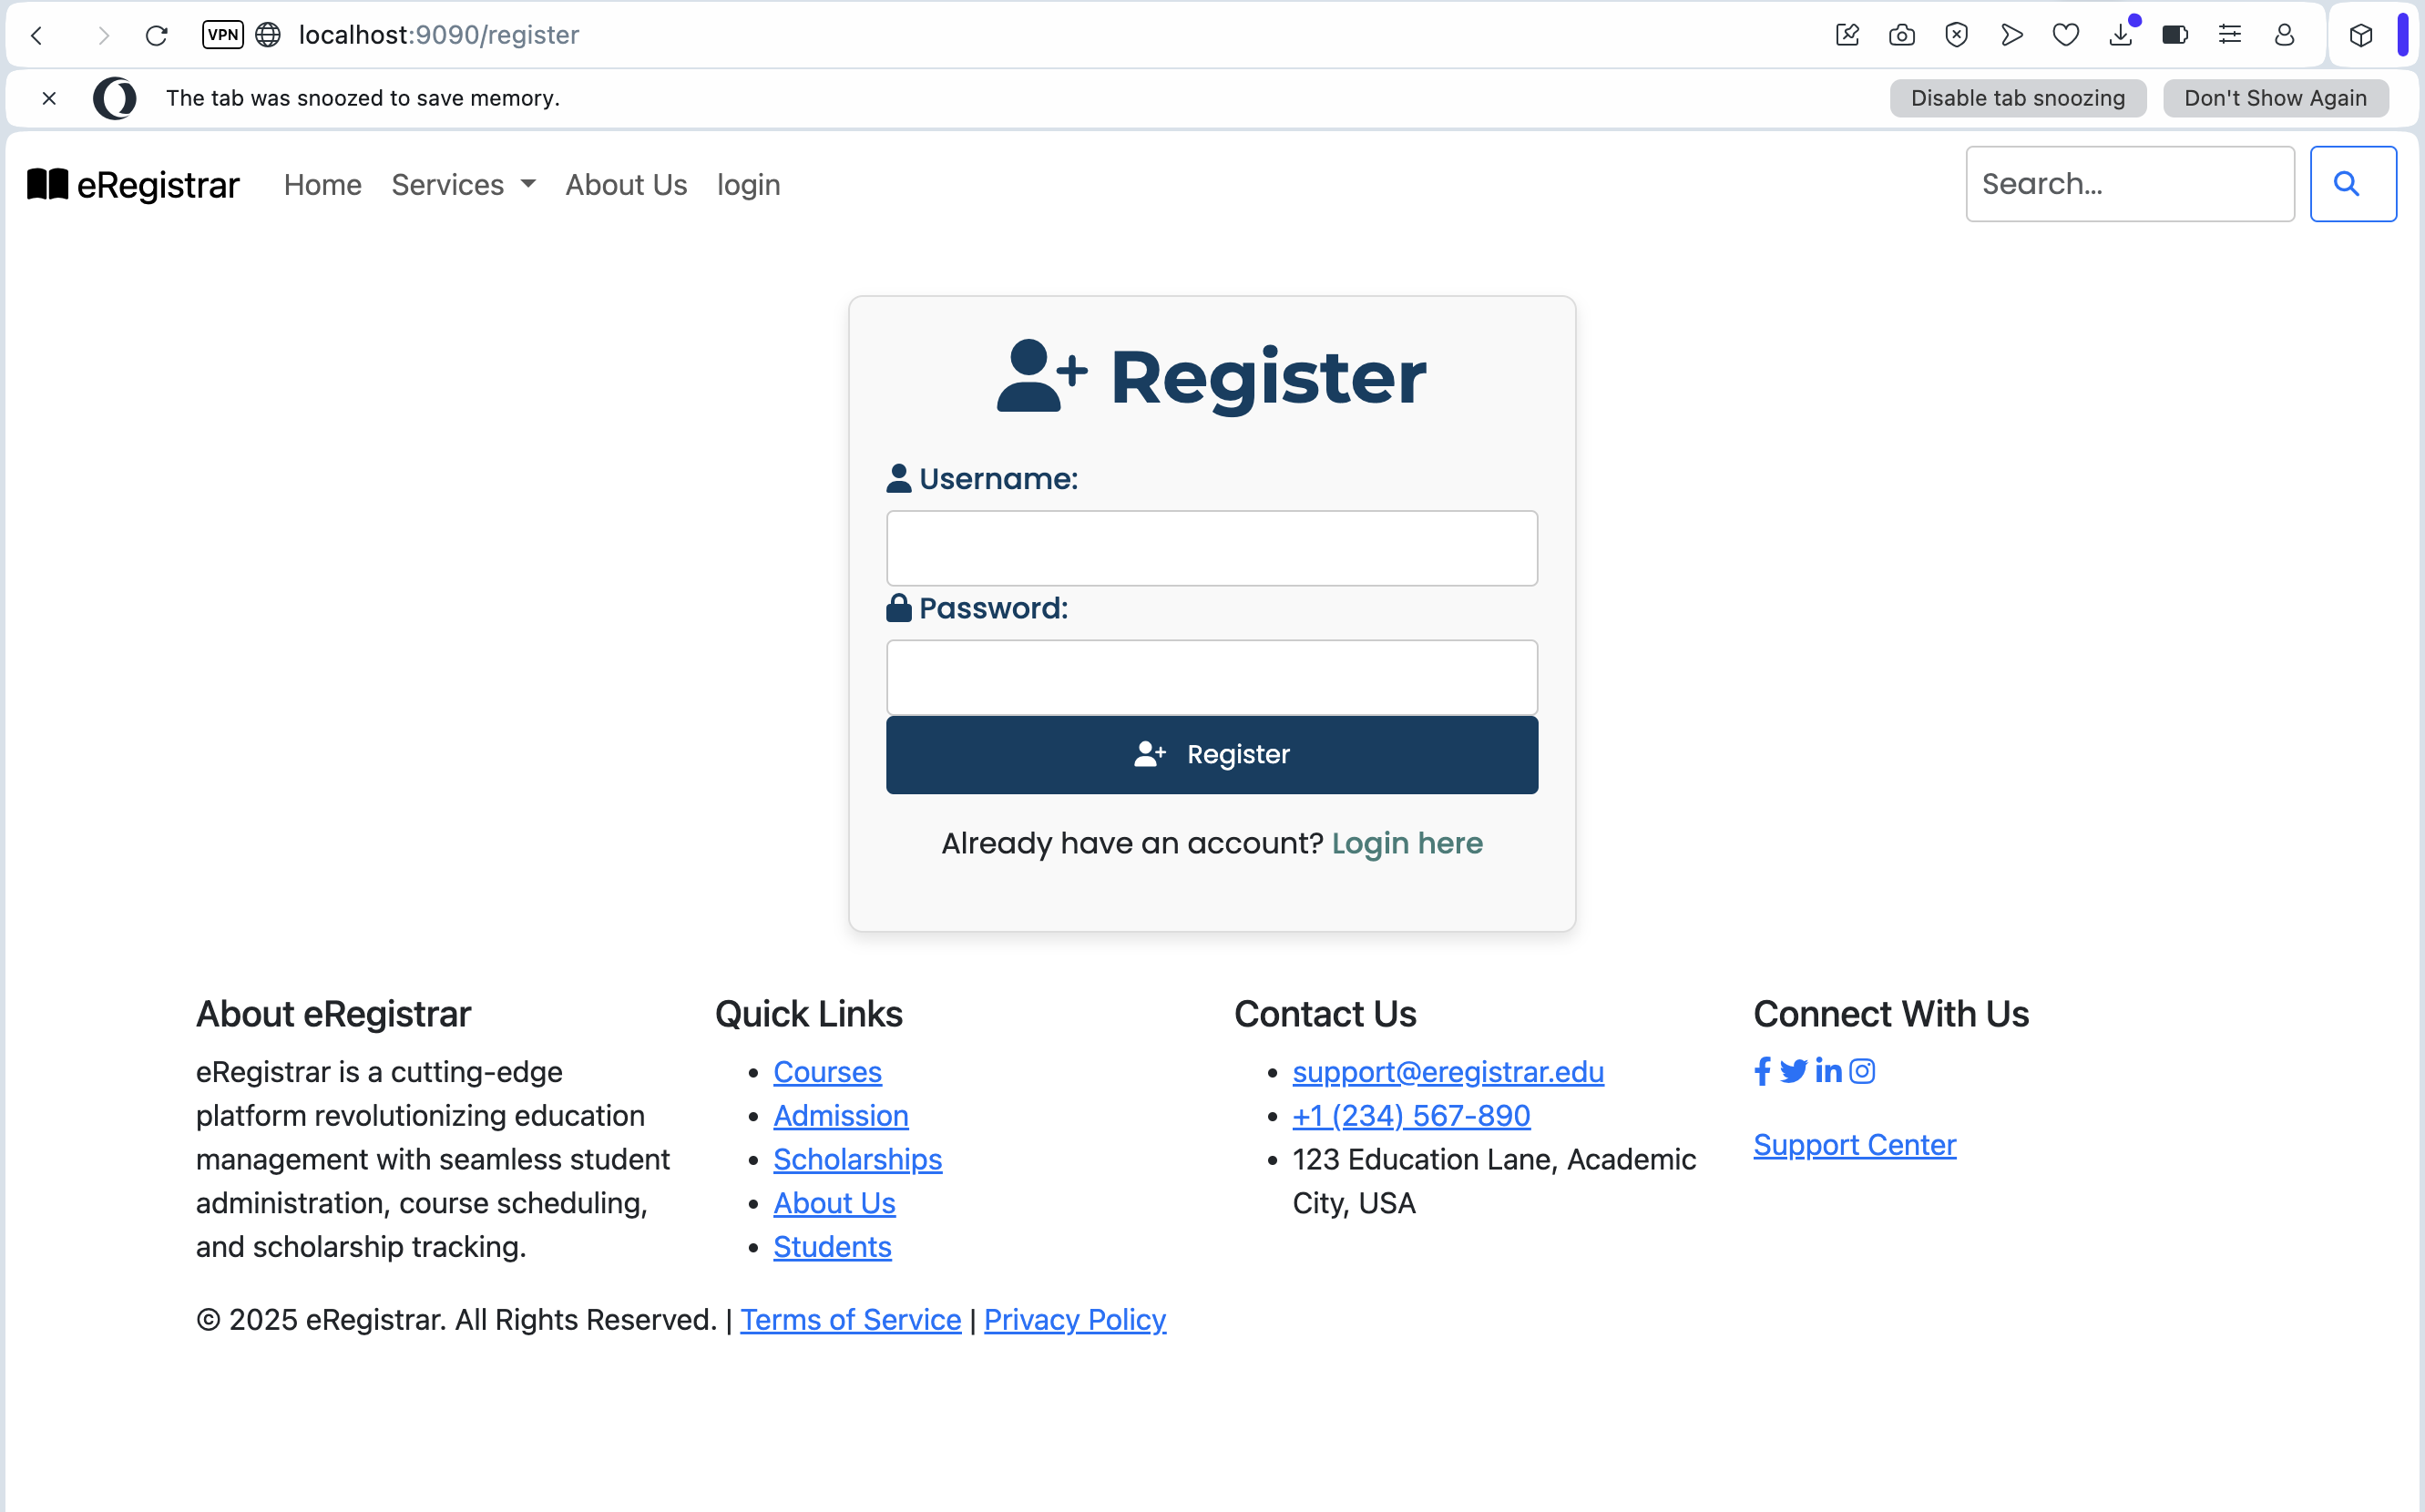 VPN localhost:9090/register
The tab was snoozed to save memory. Disable tab snoozing Don't Show Again
eRegistrar Home Services About Us login Search...
Register
Username:
Password:
Register
Already have an account? Login here
About eRegistrar
eRegistrar is a cutting-edge
platform revolutionizing education
management with seamless student
administration, course scheduling,
and scholarship tracking.
Quick Links
• Courses
• Admission
• Scholarships
• About Us
• Students
Contact Us
• support@eregistrar.edu
• +1 (234) 567-890
• 123 Education Lane, Academic
City, USA
Connect With Us
Support Center
© 2025 eRegistrar. All Rights Reserved. | Terms of Service | Privacy Policy